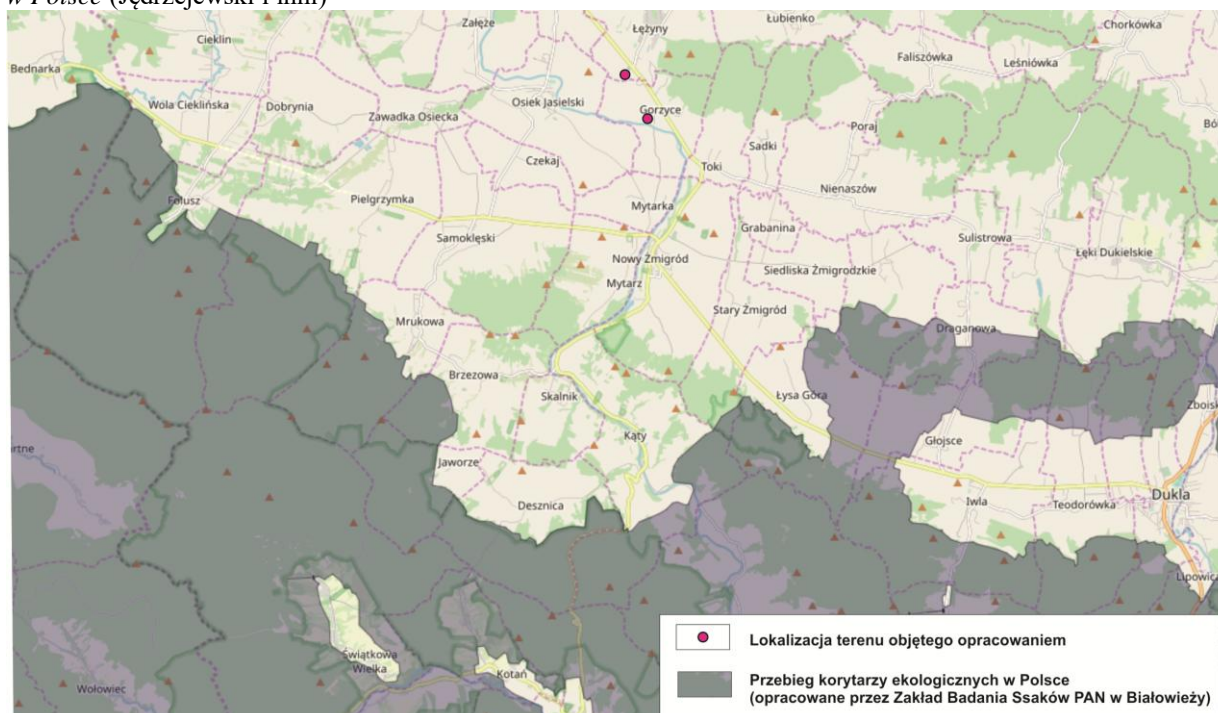 w Polsce (Jędrzejewski i inni)
Cieklin
Załęże
Łężyny
Łubienko
Chorkówka
Bednarka
Faliszówka
Leśniówka
Wola Cieklińska
Dobrynia
Osiek Jasielski
Gorzyce
Zawadka Osiecka
Poraj
Czekaj
Sadki
Toki
Nienaszów
Folusz
Pielgrzymka
Mytarka
Grabanina
Samoklęski
Sulistrowa
Łęki Dukielskie
Nowy Żmigród
Siedliska Żmigrodzkie
Mytarz
Stary Żmigród
Mrukowa
Draganowa
Brzezowa
Skalnik
Łysa Góra
Kąty
Głojsce
Jaworze
Desznica
Iwla
Teodorówka
Dukla
Świątkowa
Wielka
Kotań
Wołowiec
Lokalizacja terenu objętego opracowaniem
Przebieg korytarzy ekologicznych w Polsce
(opracowane przez Zakład Badania Ssaków PAN w Białowieży)